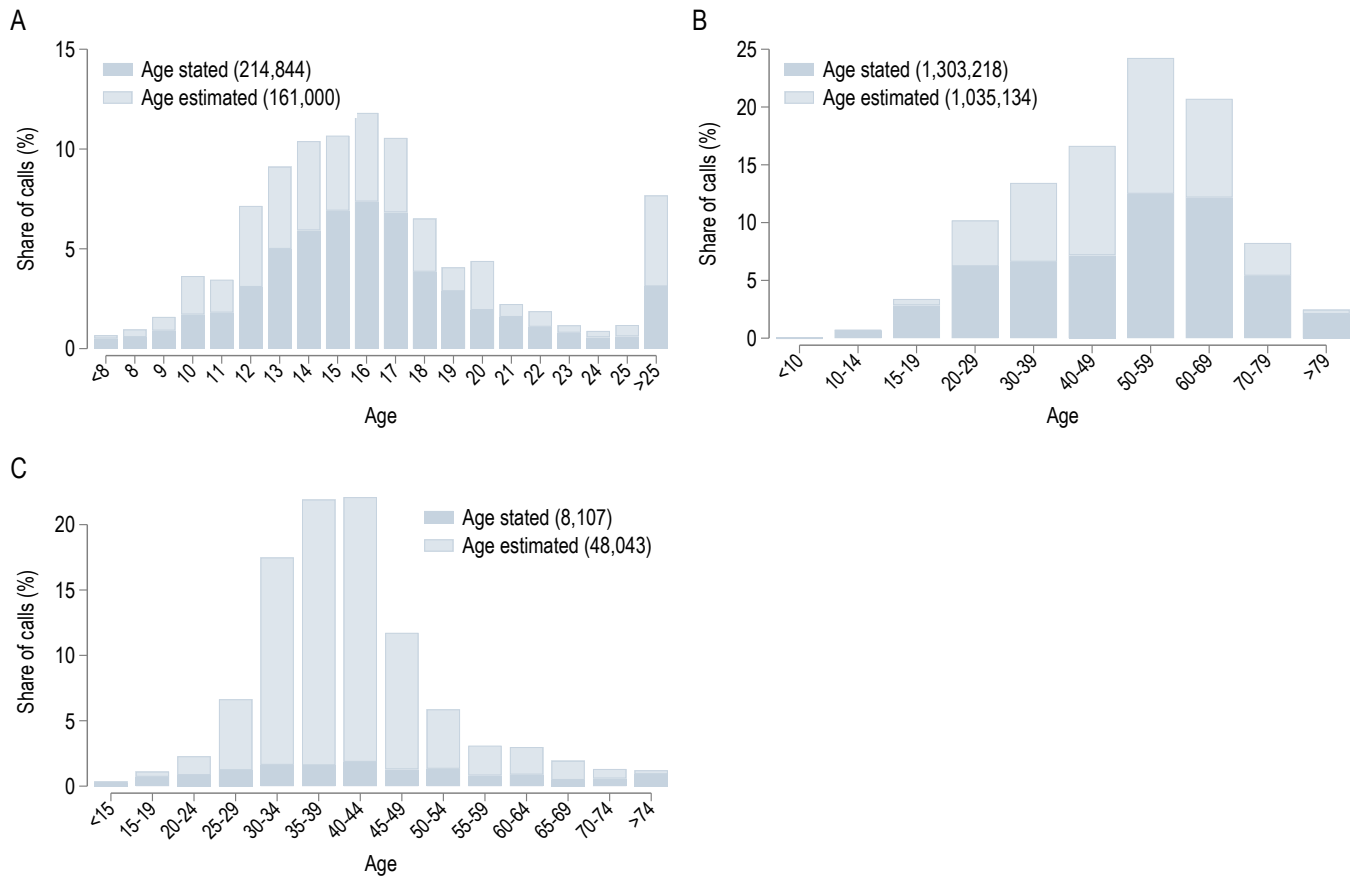 A
15
10
5
0
Share of calls (%)
Age stated (214,844)
Age estimated (161,000)
<8 8 9 10 11 12 13 14 15 16 17 18 19 20 21 22 23 24 25 >25
Age
B
25
20
15
10
5
0
Share of calls (%)
Age stated (1,303,218)
Age estimated (1,035,134)
<10 10-14 15-19 20-29 30-39 40-49 50-59 60-69 70-79 >79
Age
C
20
15
10
5
0
Share of calls (%)
Age stated (8,107)
Age estimated (48,043)
<15 15-19 20-24 25-29 30-34 35-39 40-44 45-49 50-54 55-59 60-64 65-69 70-74 >74
Age